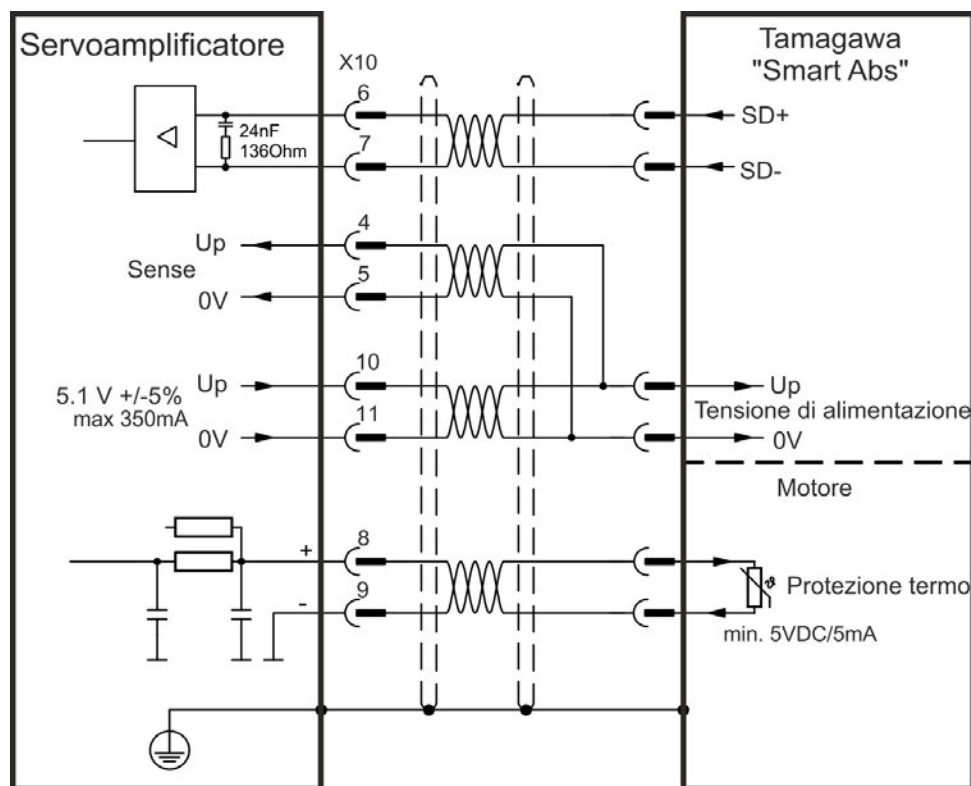 Servoamplificatore
X10
Tamagawa
"Smart Abs"
6
SD+
24nF
136Ohm
7
SD-
4
Up
Sense
5
0V
10
5.1 V +/-5%
max 350mA
Up
Up
Tensione di alimentazione
11
0V
0V
Motore
8
+
9
-
Protezione termo
min. 5VDC/5mA